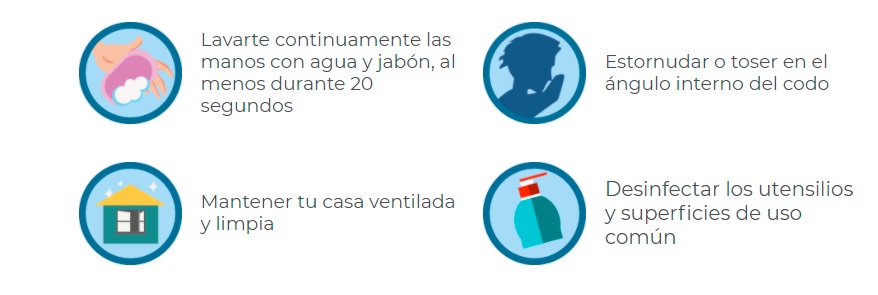 Lavarte continuamente las
manos con agua y jabón, al
menos durante 20
segundos
Estornudar o toser en el
ángulo interno del codo
Mantener tu casa ventilada
y limpia
Desinfectar los utensilios
y superficies de uso
común